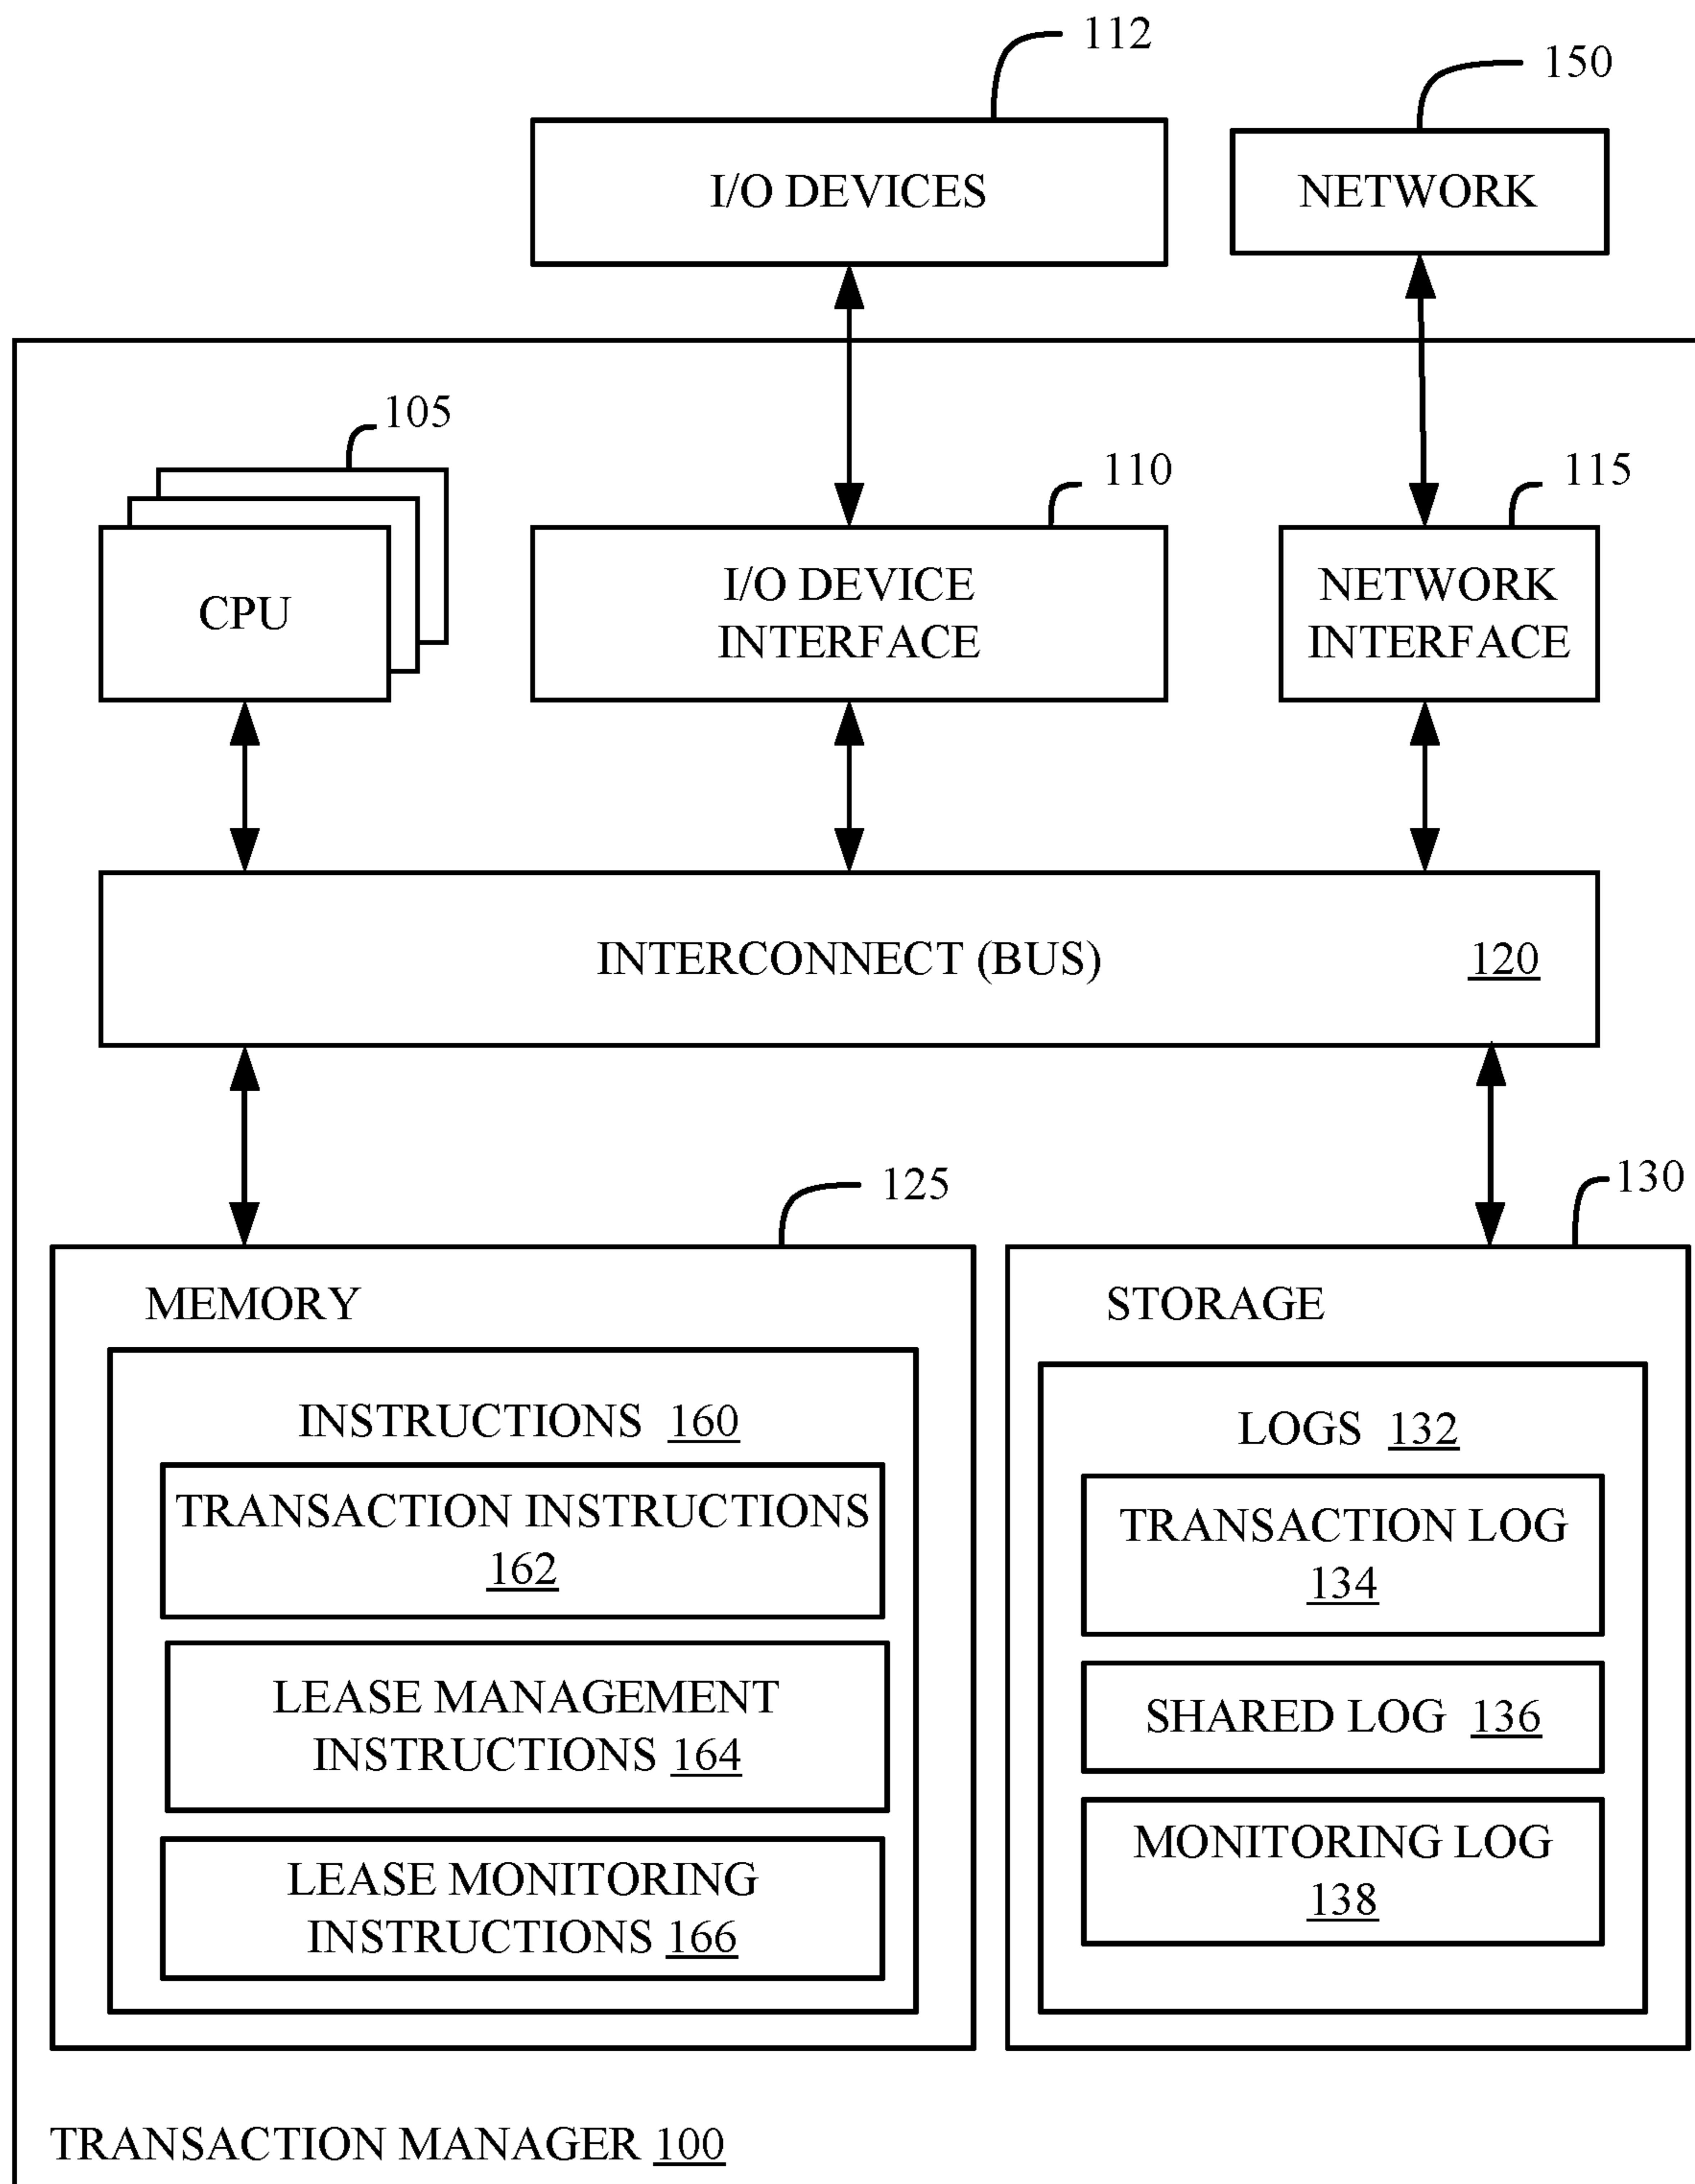 112
150
I/O DEVICES
NETWORK
105
110
115
CPU
I/O DEVICE
INTERFACE
NETWORK
INTERFACE
INTERCONNECT (BUS) 120
125
130
MEMORY
INSTRUCTIONS 160
TRANSACTION INSTRUCTIONS
162
LEASE MANAGEMENT
INSTRUCTIONS 164
LEASE MONITORING
INSTRUCTIONS 166
STORAGE
LOGS 132
TRANSACTION LOG
134
SHARED LOG 136
MONITORING LOG
138
TRANSACTION MANAGER 100